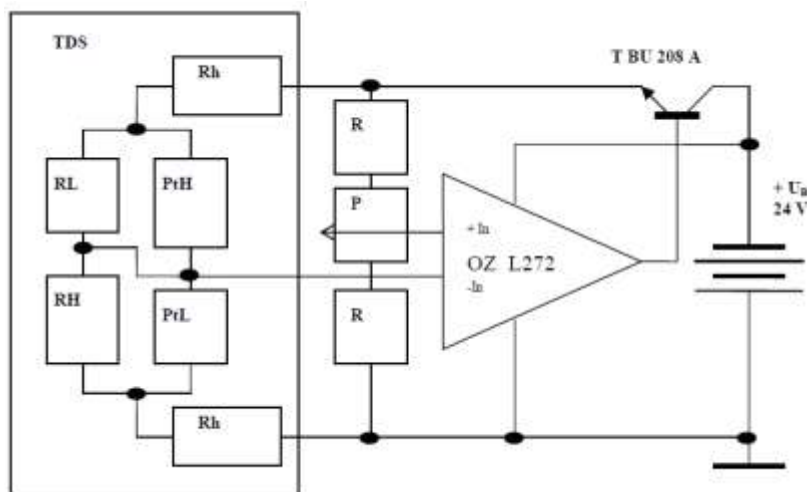 TDS
T BU 208 A
Rh
R
RL
PtH
P
+ U
24 V
+ In
OZ L272
-In
RH
PtL
R
Rh